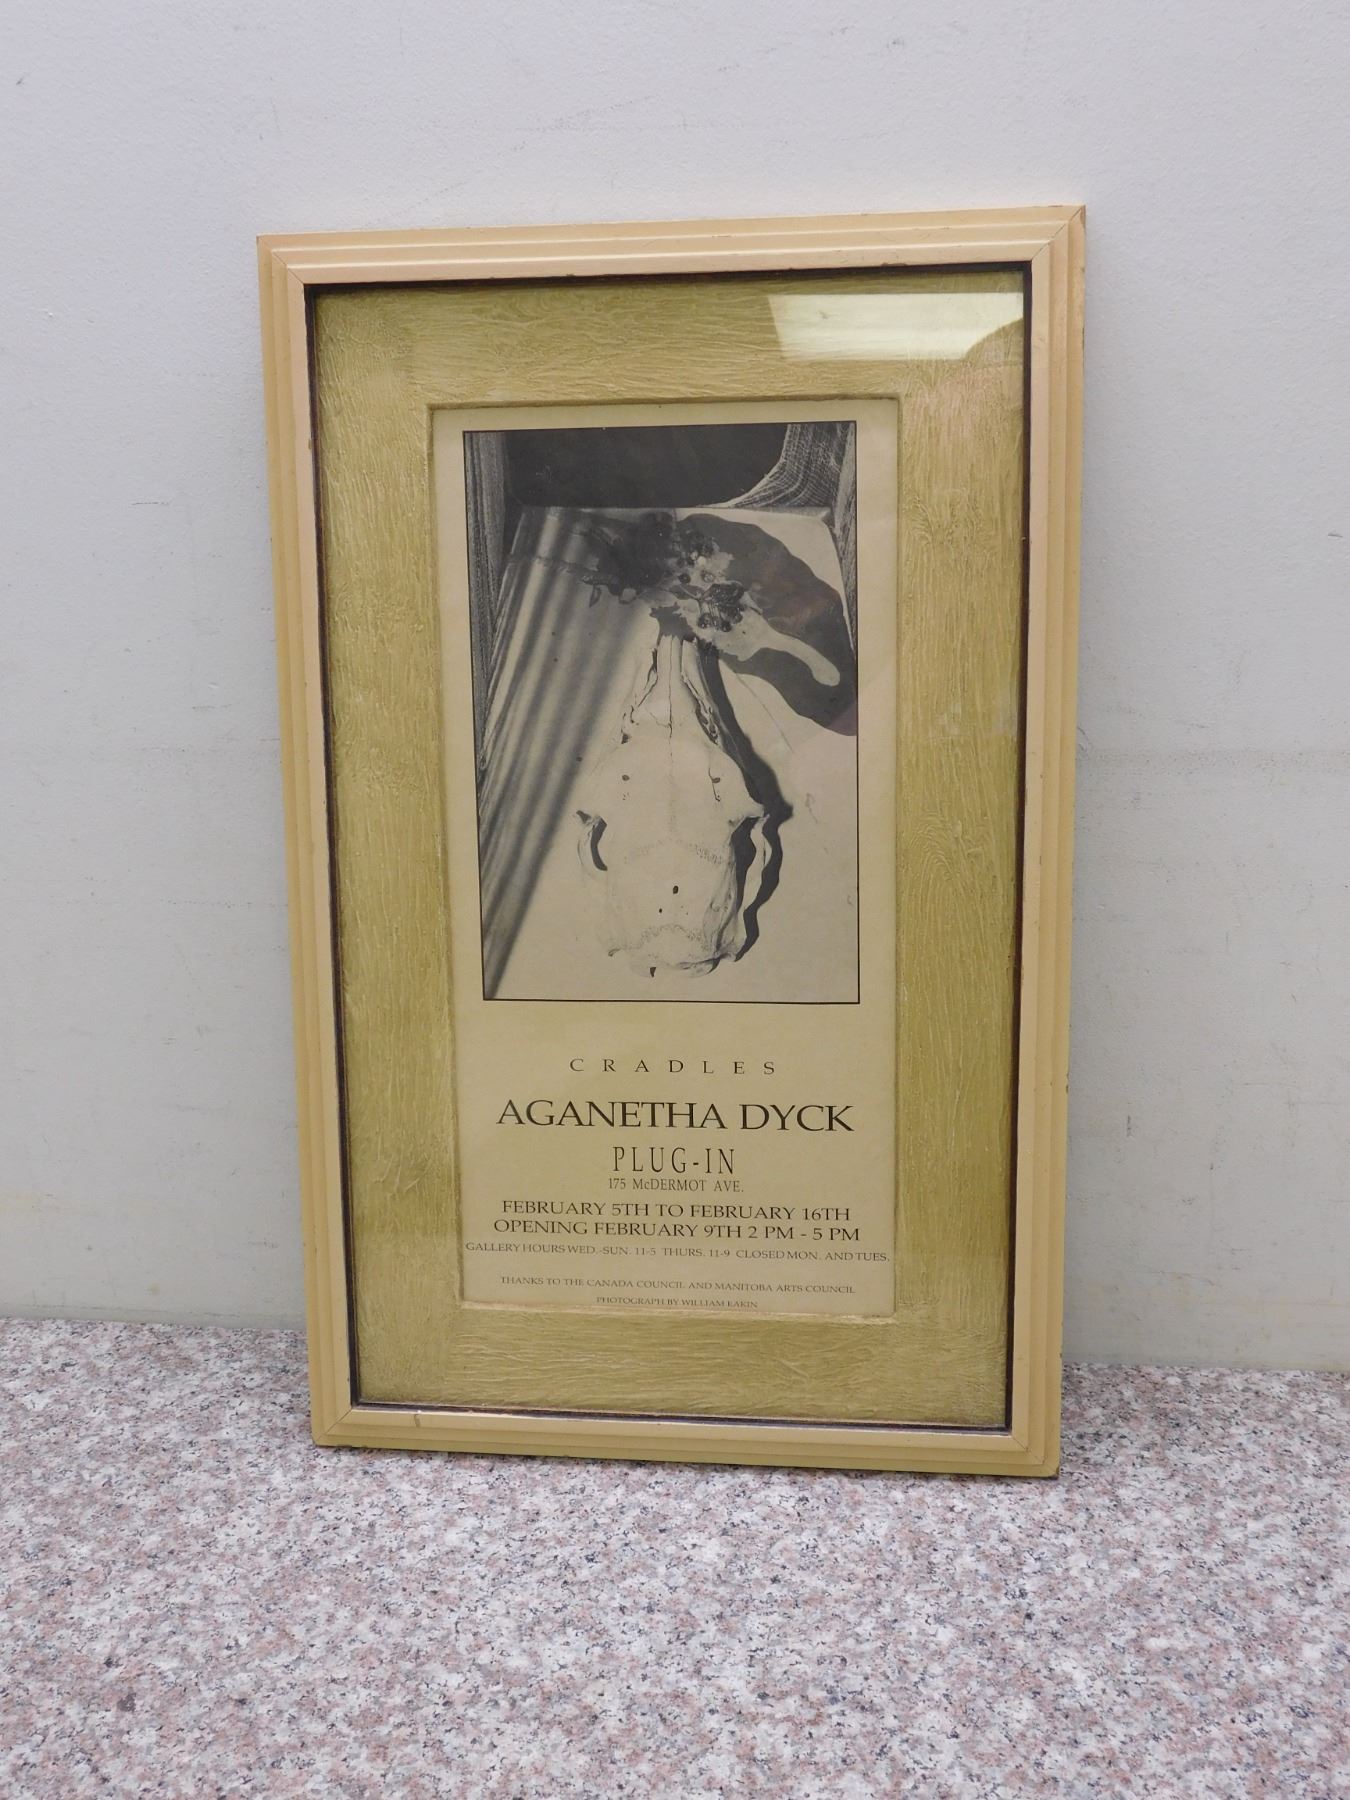 CRADLES
AGANETHA DYCK
PLUG-IN
175 McDERMOT AVE.
FEBRUARY 5TH TO FEBRUARY 16TH
OPENING FEBRUARY 9TH 2 PM - 5 PM
GALLERY HOURS WED.-SUN. 11-5 THURS. 11-9 CLOSED MON. AND TUES.
THANKS TO THE CANADA COUNCIL AND MANITOBA ARTS COUNCIL
PHOTOGRAPH BY WILLIAM EAKIN